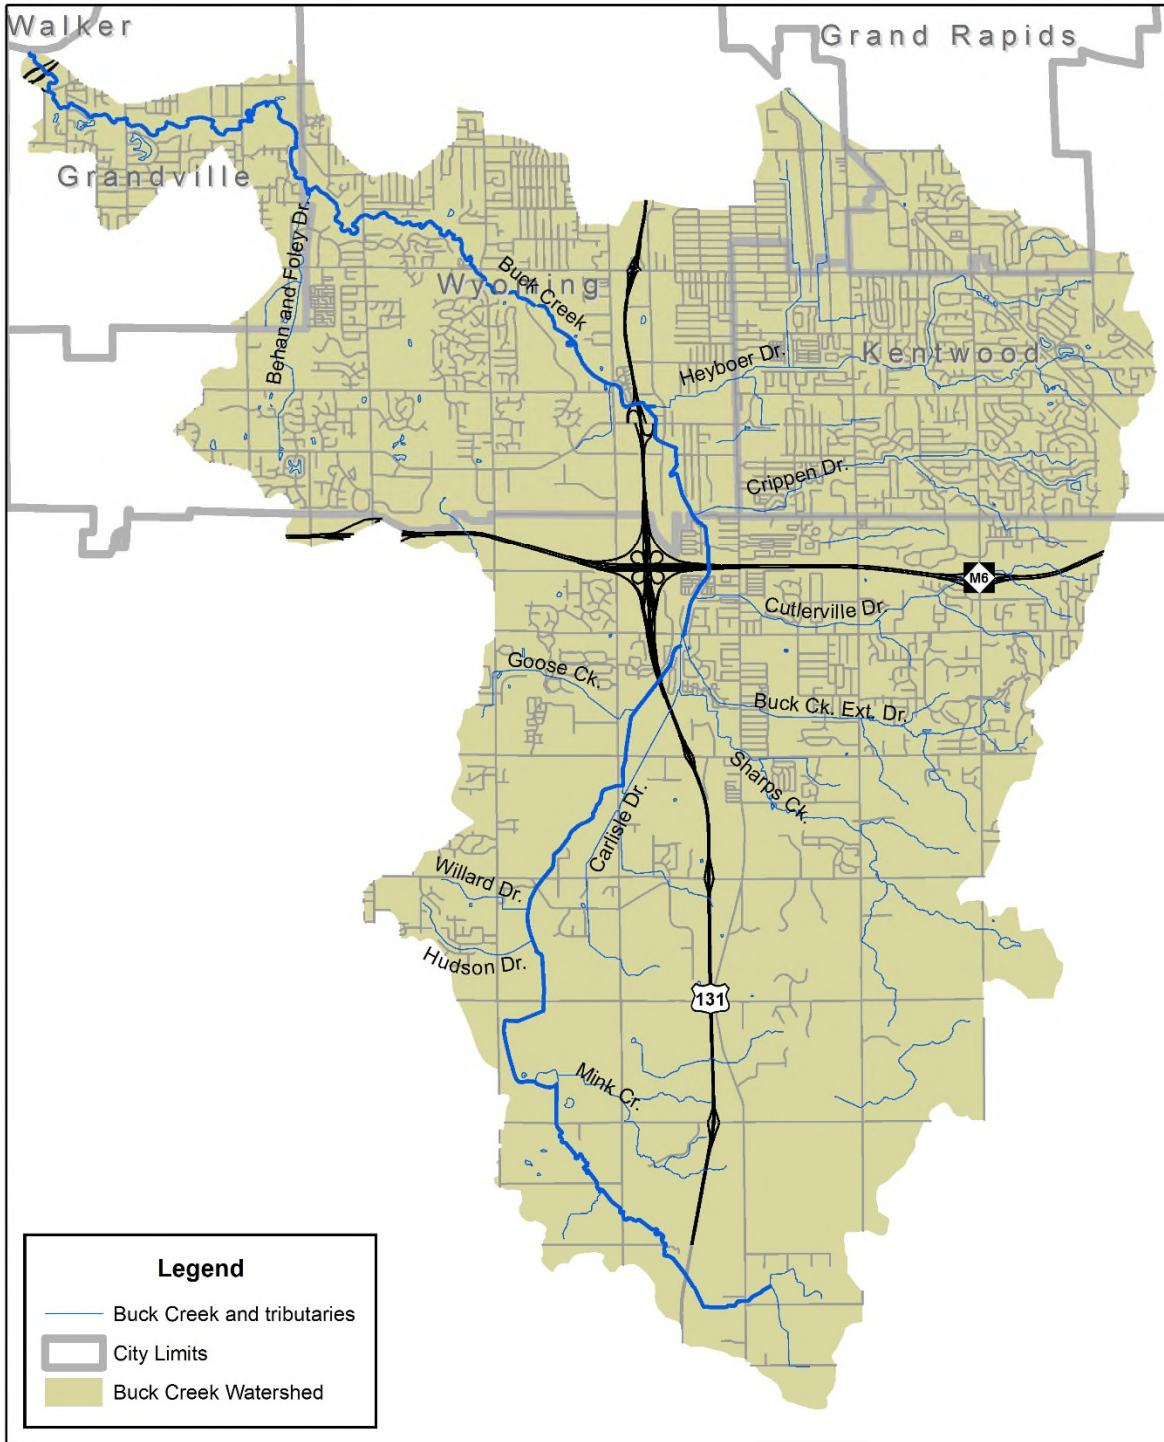 Walker
Grand Rapids
Grandville
Behan and Foley Dr.
Buck Creek
Wyoming
Heyboer Dr.
Kentwood
Crippen Dr.
M6
Cutlerville Dr.
Goose Ck.
Buck Ck. Ext. Dr.
Sharps Ck.
Carlisle Dr.
Willard Dr.
Hudson Dr.
131
Mink Cr.
Legend
Buck Creek and tributaries
City Limits
Buck Creek Watershed